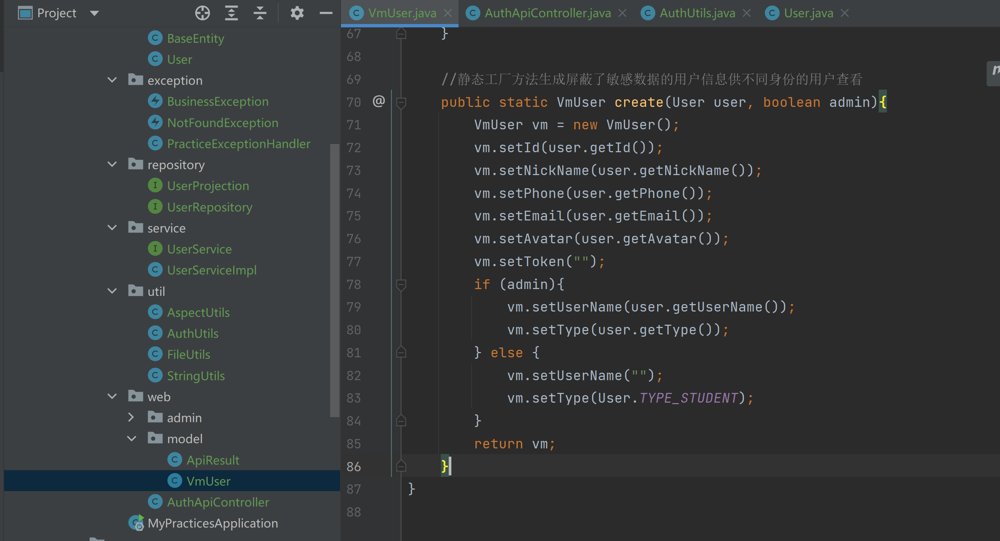 Project
BaseEntity
User
exception
BusinessException
NotFoundException
PracticeExceptionHandler
repository
UserProjection
UserRepository
service
UserService
UserServiceImpl
util
AspectUtils
AuthUtils
FileUtils
StringUtils
web
admin
model
ApiResult
VmUser
AuthApiController
MyPracticesApplication
VmUser.java AuthApiController.java AuthUtils.java User.java
67 }
68
69 //静态工厂方法生成屏蔽了敏感数据的用户信息供不同身份的用户查看
70 @ public static VmUser create(User user, boolean admin){
71 VmUser vm = new VmUser();
72 vm.setId(user.getId());
73 vm.setNickName(user.getNickName());
74 vm.setPhone(user.getPhone());
75 vm.setEmail(user.getEmail());
76 vm.setAvatar(user.getAvatar());
77 vm.setToken("");
78 if (admin){
79 vm.setUserName(user.getUserName());
80 vm.setType(user.getType());
81 } else {
82 vm.setUserName("");
83 vm.setType(User.TYPE_STUDENT);
84 }
85 return vm;
86 }
87 }
88